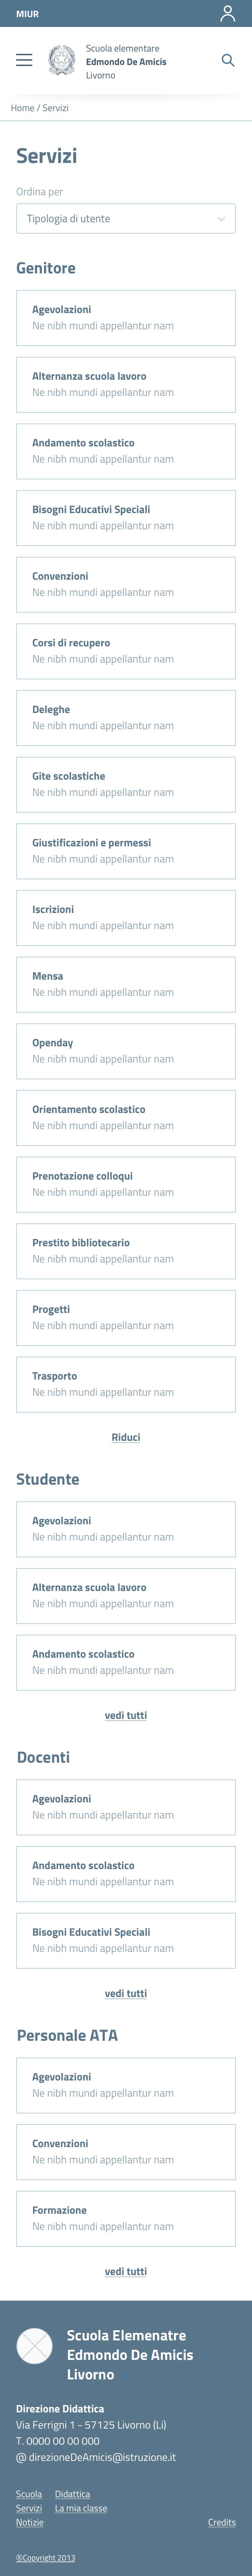 MIUR
Scuola elementare
Edmondo De Amicis
Livorno
Home / Servizi
Servizi
Ordina per
Tipologia di utente
Genitore
Agevolazioni
Ne nibh mundi appellantur nam
Alternanza scuola lavoro
Ne nibh mundi appellantur nam
Andamento scolastico
Ne nibh mundi appellantur nam
Bisogni Educativi Speciali
Ne nibh mundi appellantur nam
Convenzioni
Ne nibh mundi appellantur nam
Corsi di recupero
Ne nibh mundi appellantur nam
Deleghe
Ne nibh mundi appellantur nam
Gite scolastiche
Ne nibh mundi appellantur nam
Giustificazioni e permessi
Ne nibh mundi appellantur nam
Iscrizioni
Ne nibh mundi appellantur nam
Mensa
Ne nibh mundi appellantur nam
Openday
Ne nibh mundi appellantur nam
Orientamento scolastico
Ne nibh mundi appellantur nam
Prenotazione colloqui
Ne nibh mundi appellantur nam
Prestito bibliotecario
Ne nibh mundi appellantur nam
Progetti
Ne nibh mundi appellantur nam
Trasporto
Ne nibh mundi appellantur nam
Riduci
Studente
Agevolazioni
Ne nibh mundi appellantur nam
Alternanza scuola lavoro
Ne nibh mundi appellantur nam
Andamento scolastico
Ne nibh mundi appellantur nam
vedi tutti
Docenti
Agevolazioni
Ne nibh mundi appellantur nam
Andamento scolastico
Ne nibh mundi appellantur nam
Bisogni Educativi Speciali
Ne nibh mundi appellantur nam
vedi tutti
Personale ATA
Agevolazioni
Ne nibh mundi appellantur nam
Convenzioni
Ne nibh mundi appellantur nam
Formazione
Ne nibh mundi appellantur nam
vedi tutti
Scuola Elemenatre
Edmondo De Amicis
Livorno
Direzione Didattica
Via Ferrigni 1 - 57125 Livorno (Li)
T. 0000 00 00 000
@ direzioneDeAmicis@istruzione.it
Scuola Didattica
Servizi La mia classe
Notizie Credits
®Copyright 2013